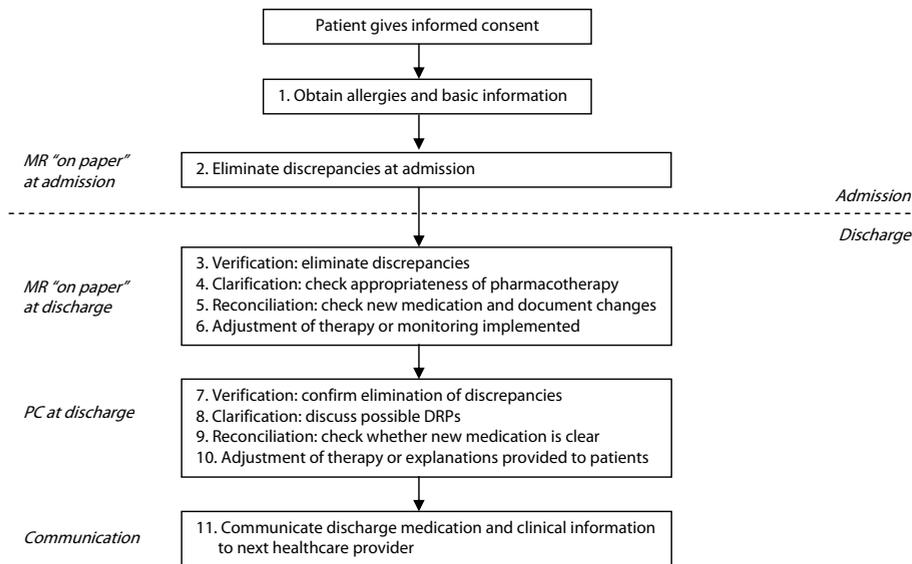 Patient gives informed consent
1. Obtain allergies and basic information
MR “on paper”
at admission
2. Eliminate discrepancies at admission
Admission
Discharge
MR “on paper”
at discharge
3. Verification: eliminate discrepancies
4. Clarification: check appropriateness of pharmacotherapy
5. Reconciliation: check new medication and document changes
6. Adjustment of therapy or monitoring implemented
PC at discharge
7. Verification: confirm elimination of discrepancies
8. Clarification: discuss possible DRPs
9. Reconciliation: check whether new medication is clear
10. Adjustment of therapy or explanations provided to patients
Communication
11. Communicate discharge medication and clinical information
to next healthcare provider